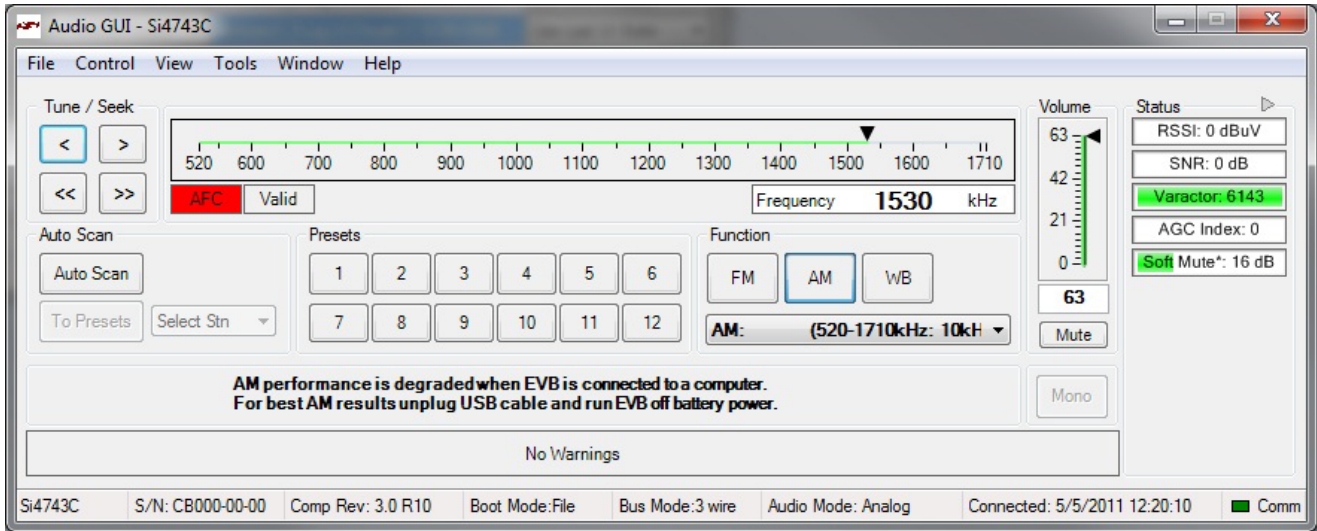 Audio GUI - Si4743C
File Control View Tools Window Help
Tune / Seek
< >
<< >>
520 600 700 800 900 1000 1100 1200 1300 1400 1500 1600 1710
AFC Valid
Frequency 1530 kHz
Volume
63
42
21
0
63
Mute
Mono
Status
RSSI: 0 dBuV
SNR: 0 dB
Varactor: 6143
AGC Index: 0
Soft Mute*: 16 dB
Auto Scan
Auto Scan
To Presets Select Stn
Presets
1 2 3 4 5 6
7 8 9 10 11 12
Function
FM AM WB
AM: (520-1710kHz: 10kH
AM performance is degraded when EVB is connected to a computer.
For best AM results unplug USB cable and run EVB off battery power.
No Warnings
Si4743C S/N: CB000-00-00 Comp Rev: 3.0 R10 Boot Mode:File Bus Mode:3 wire Audio Mode: Analog Connected: 5/5/2011 12:20:10 Comm